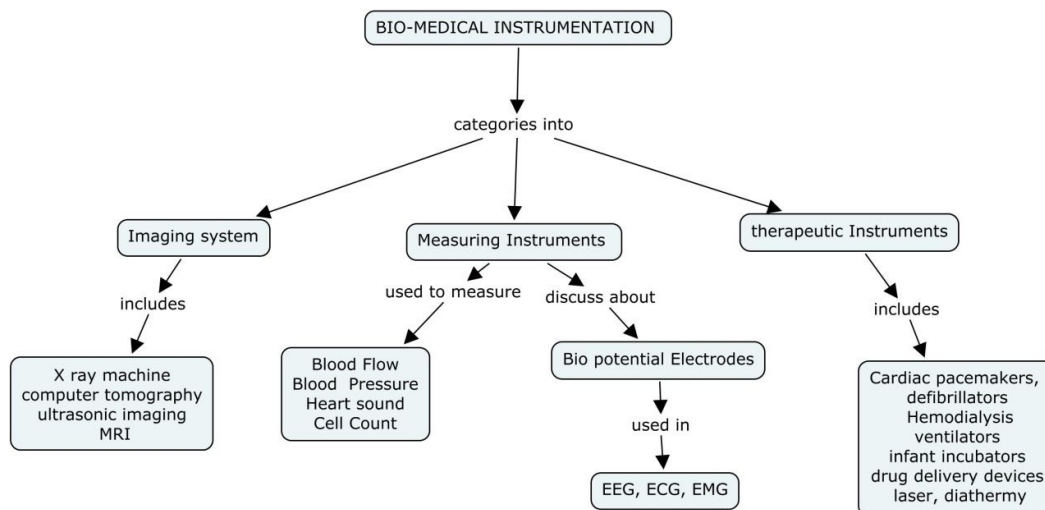 BIO-MEDICAL INSTRUMENTATION
categories into
Imaging system
Measuring Instruments
therapeutic Instruments
includes
used to measure
discuss about
includes
X ray machine
computer tomography
ultrasonic imaging
MRI
Blood Flow
Blood Pressure
Heart sound
Cell Count
Bio potential Electrodes
used in
EEG, ECG, EMG
Cardiac pacemakers,
defibrillators
Hemodialysis
ventilators
infant incubators
drug delivery devices
laser, diathermy